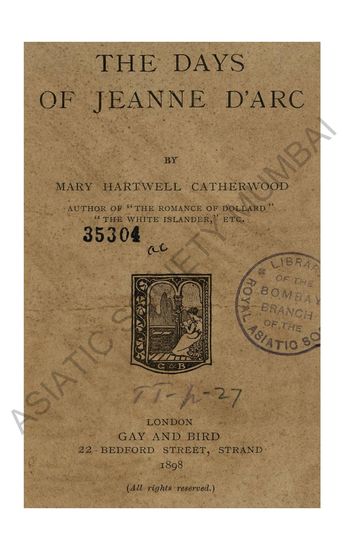 THE DAYS
OF JEANNE D'ARC
BY
MARY HARTWELL CATHERWOOD
AUTHOR OF "THE ROMANCE OF DOLLARD"
"THE WHITE ISLANDER," ETC.
35304
LIBRARY
OF THE
BOMBAY
BRANCH
OF THE
ROYAL ASIATIC SO
G B
LONDON
GAY AND BIRD
22 BEDFORD STREET, STRAND
1898
(All rights reserved.)
ASIATIC SOCIETY MUMBAI